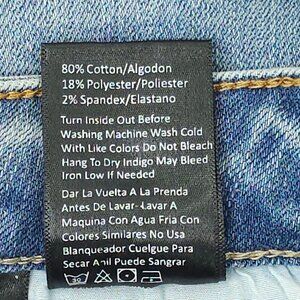 80% Cotton/Algodon
18% Polyester/Poliester
2% Spandex/Elastano
Turn Inside Out Before
Washing Machine Wash Cold
With Like Colors Do Not Bleach
Hang To Dry Indigo May Bleed
Iron Low If Needed
Dar La Vuelta A La Prenda
Antes De Lavar- Lavar A
Maquina Con Agua Fria Con
Colores Similares No Usa
Blanqueador Cuelgue Para
Secar Anil Puede Sangrar
30